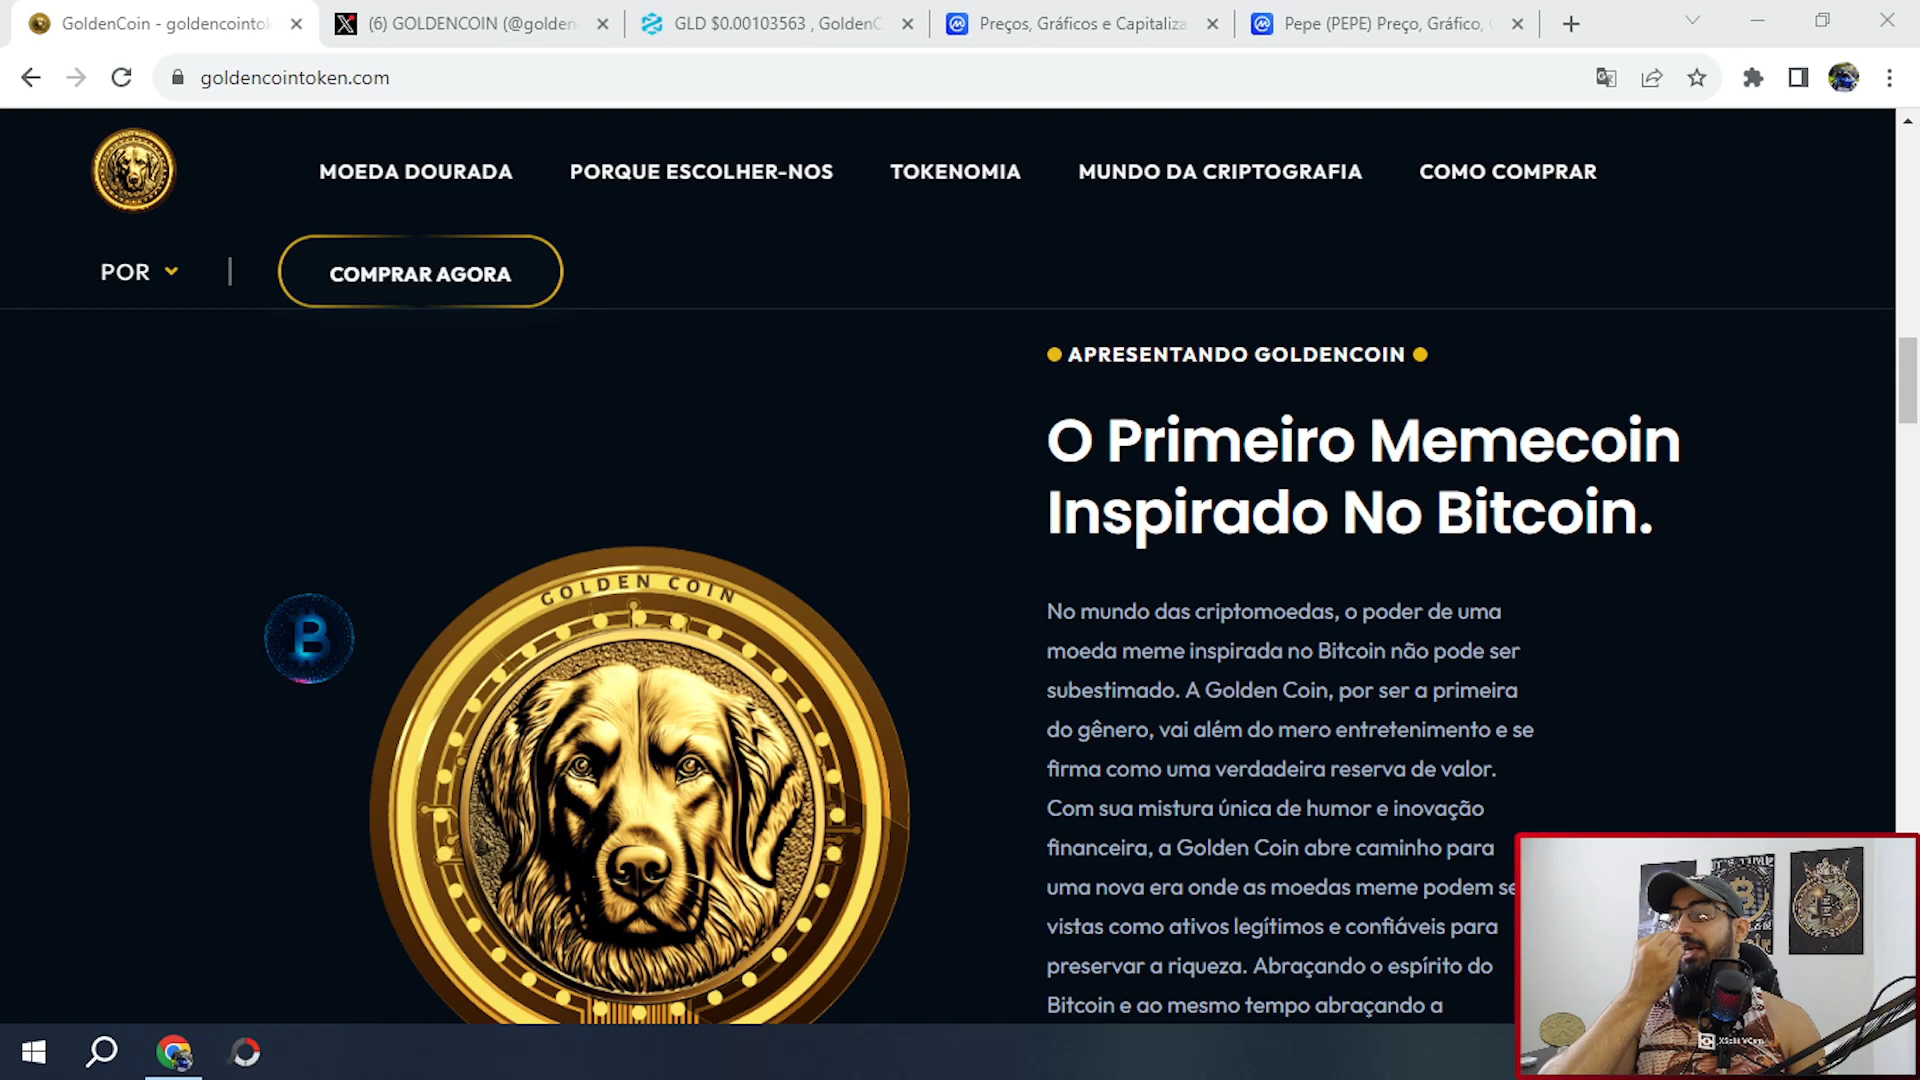 GoldenCoin - goldencointok
(6) GOLDENCOIN (@golden
GLD $0.00103563 , GoldenC
Preços, Gráficos e Capitaliza
Pepe (PEPE) Preço, Gráfico,
goldencointoken.com
MOEDA DOURADA
PORQUE ESCOLHER-NOS
TOKENOMIA
MUNDO DA CRIPTOGRAFIA
COMO COMPRAR
POR
COMPRAR AGORA
APRESENTANDO GOLDENCOIN
O Primeiro Memecoin
Inspirado No Bitcoin.
GOLDEN COIN
No mundo das criptomoedas, o poder de uma
moeda meme inspirada no Bitcoin não pode ser
subestimado. A Golden Coin, por ser a primeira
do gênero, vai além do mero entretenimento e se
firma como uma verdadeira reserva de valor.
Com sua mistura única de humor e inovação
financeira, a Golden Coin abre caminho para
uma nova era onde as moedas meme podem se
vistas como ativos legítimos e confiáveis para
preservar a riqueza. Abraçando o espírito do
Bitcoin e ao mesmo tempo abraçando a
XSplit VCam